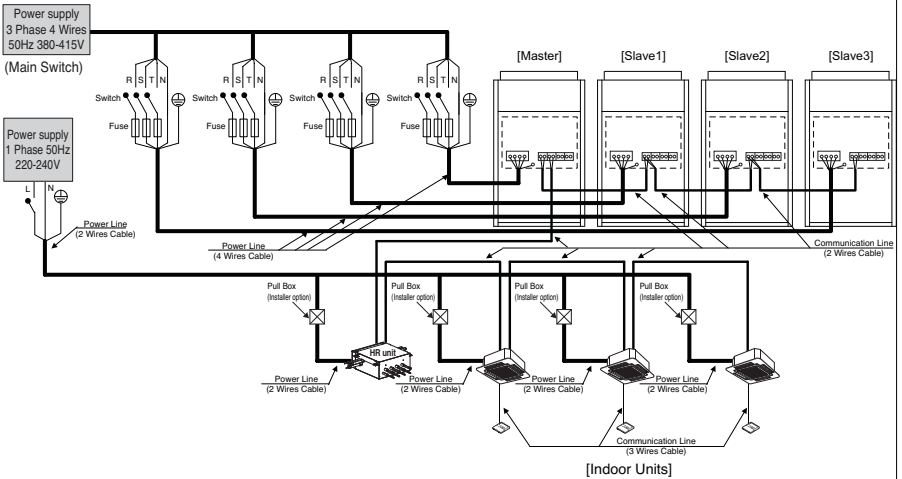 Power supply
3 Phase 4 Wires
50Hz 380-415V
(Main Switch)
[Master]
[Slave1]
[Slave2]
[Slave3]
R S T N
R S T N
R S T N
R S T N
Switch
Switch
Switch
Switch
Fuse
Fuse
Fuse
Fuse
Power supply
1 Phase 50Hz
220-240V
L N
Power Line
(2 Wires Cable)
Power Line
(4 Wires Cable)
Communication Line
(2 Wires Cable)
Pull Box
(Installer option)
Pull Box
(Installer option)
Pull Box
(Installer option)
Pull Box
(Installer option)
HR unit
Power Line
(2 Wires Cable)
Power Line
(2 Wires Cable)
Power Line
(2 Wires Cable)
Power Line
(2 Wires Cable)
Communication Line
(3 Wires Cable)
[Indoor Units]